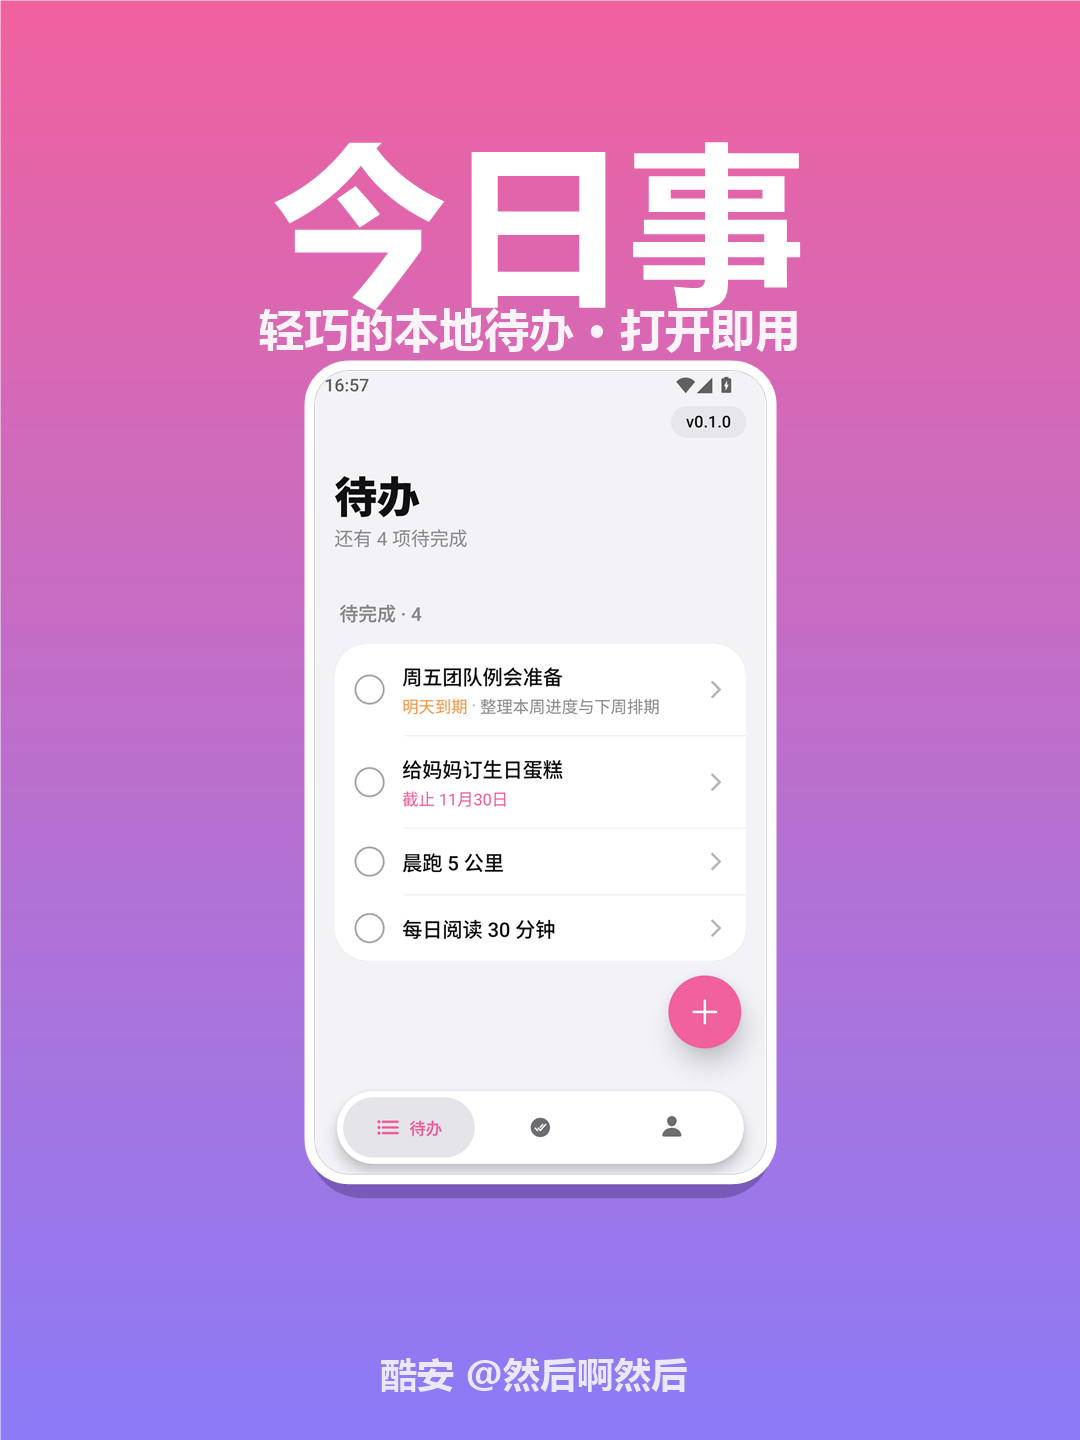 今日事
轻巧的本地待办·打开即用
16:57
v0.1.0
待办
还有 4 项待完成
待完成 · 4
周五团队例会准备
明天到期 · 整理本周进度与下周排期
给妈妈订生日蛋糕
截止 11月30日
晨跑 5 公里
每日阅读 30 分钟
待办
酷安 @然后啊然后